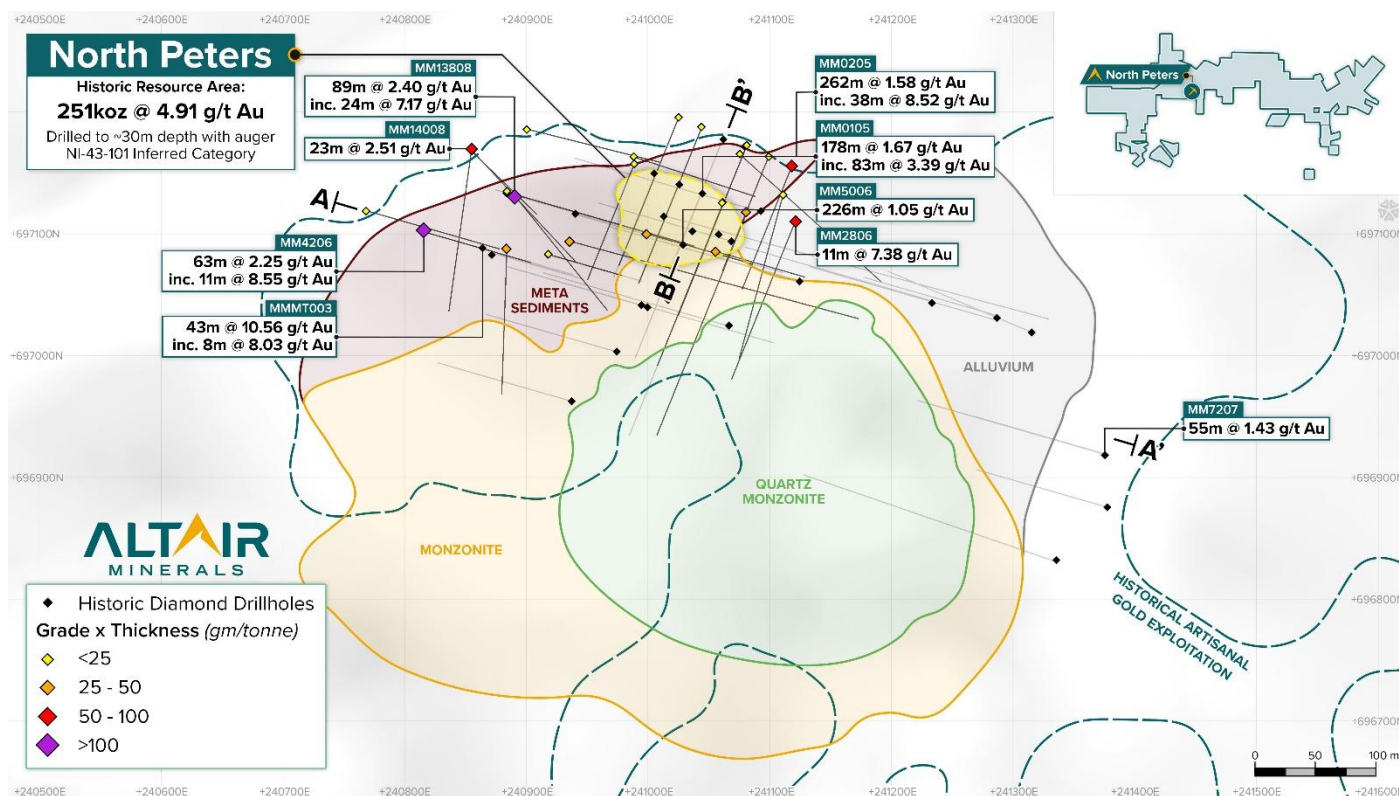 +240500E
+240600E
+240700E
+240800E
+240900E
+241000E
+241100E
+241200E
+241300E
North Peters
Historic Resource Area:
251koz @ 4.91 g/t Au
Drilled to ~30m depth with auger
NI-43-101 Inferred Category
MM13808
89m @ 2.40 g/t Au
inc. 24m @ 7.17 g/t Au
MM14008
23m @ 2.51 g/t Au
B'
MM0205
262m @ 1.58 g/t Au
inc. 38m @ 8.52 g/t Au
MM0105
178m @ 1.67 g/t Au
inc. 83m @ 3.39 g/t Au
MM5006
226m @ 1.05 g/t Au
MM2806
11m @ 7.38 g/t Au
North Peters
A
+697100N
MM4206
63m @ 2.25 g/t Au
inc. 11m @ 8.55 g/t Au
MMMT003
43m @ 10.56 g/t Au
inc. 8m @ 8.03 g/t Au
META
SEDIMENTS
B
+697000N
ALLUVIUM
MM7207
55m @ 1.43 g/t Au
A'
+696900N
QUARTZ
MONZONITE
MONZONITE
HISTORICAL ARTISANAL
GOLD EXPLOITATION
ALTAIR
MINERALS
Historic Diamond Drillholes
Grade x Thickness (gm/tonne)
<25
25 - 50
50 - 100
>100
+697100N
+697000N
+696900N
+696800N
+696700N
0 50 100 m
+240500E
+240600E
+240700E
+240800E
+240900E
+241000E
+241100E
+241200E
+241300E
+241400E
+241500E
+241600E